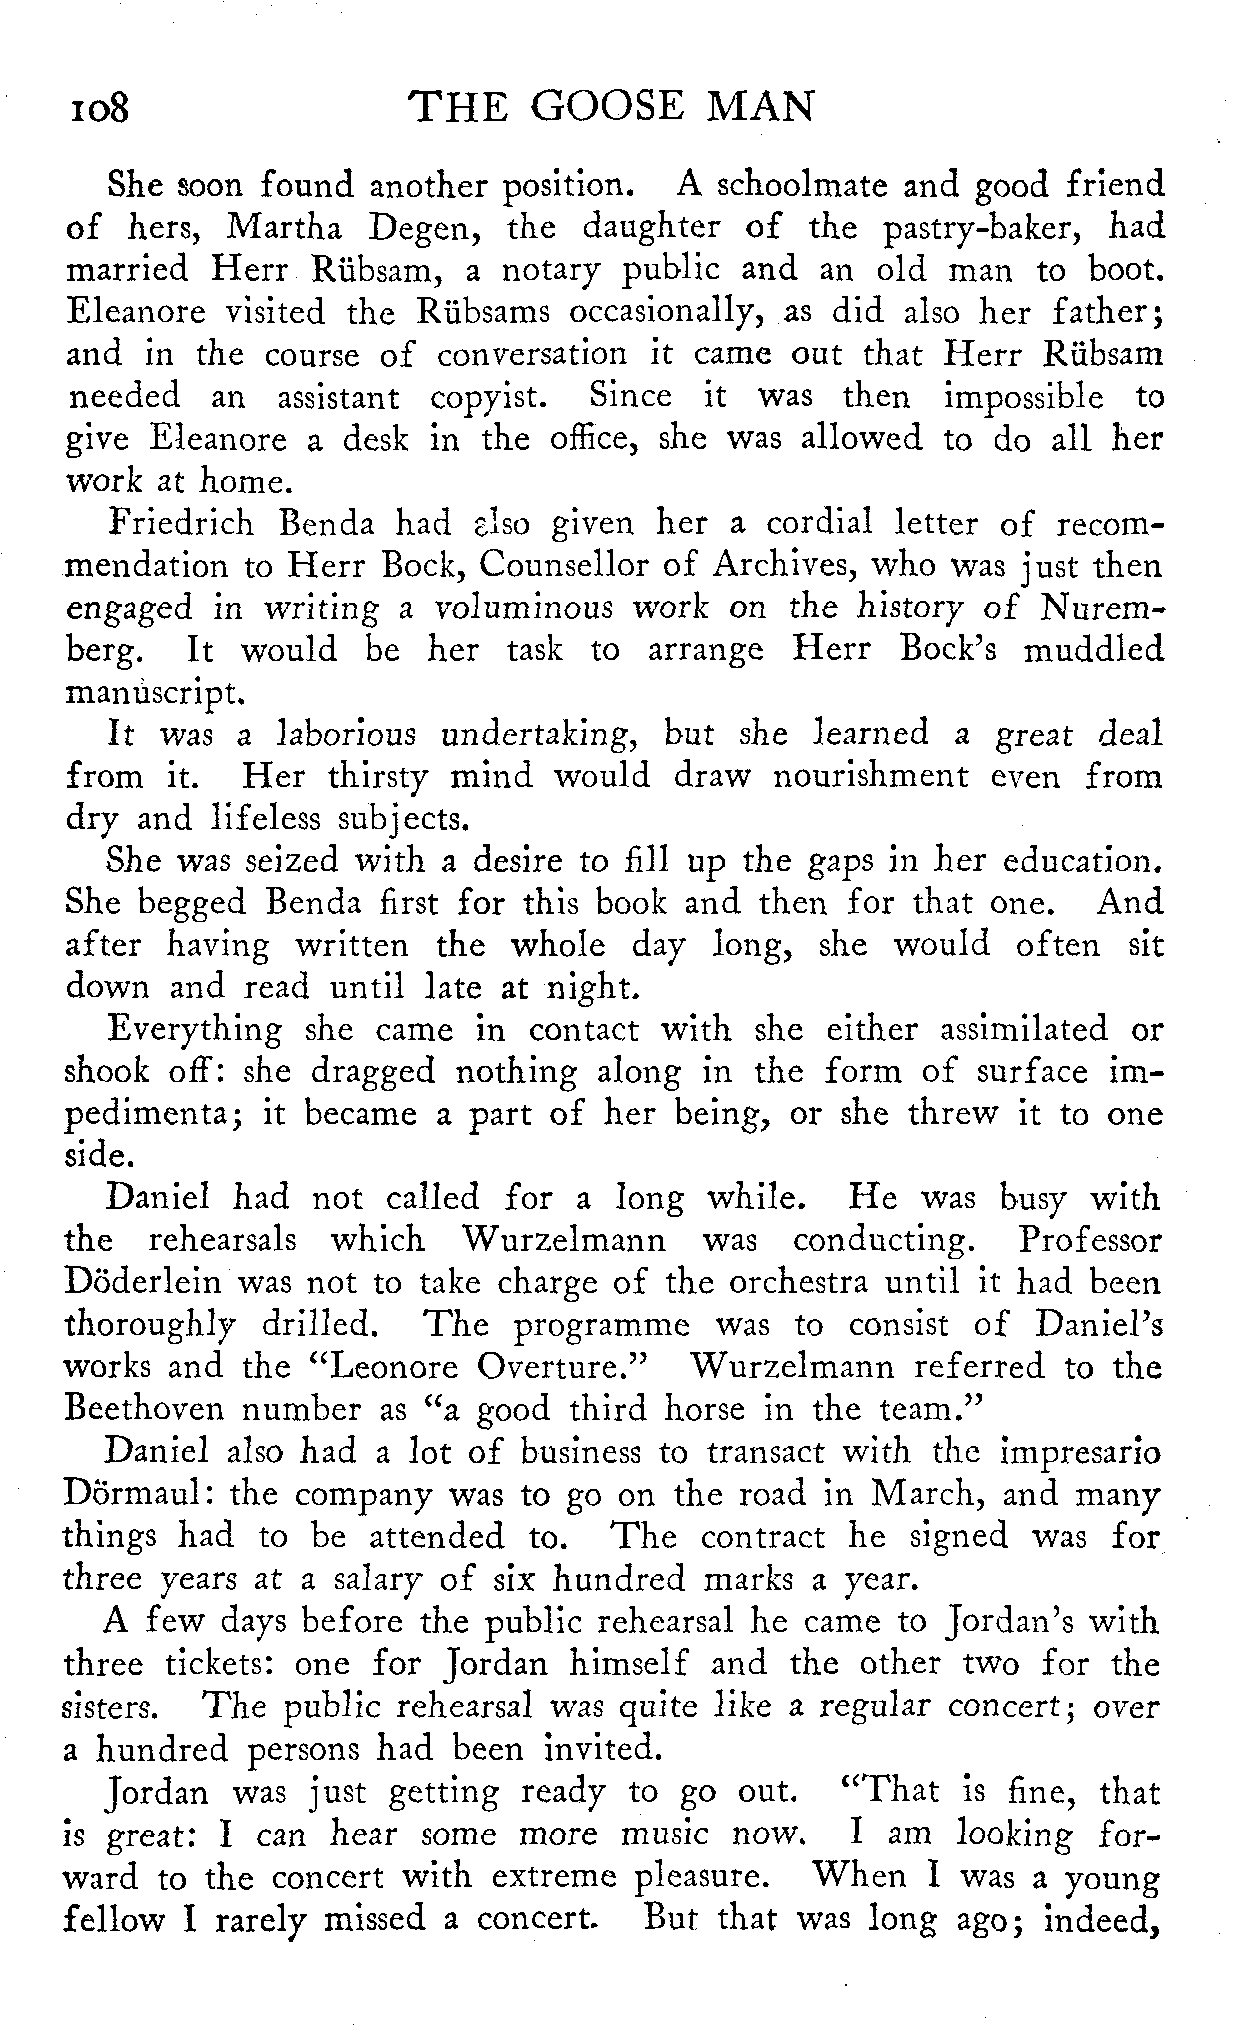 108 THE GOOSE MAN
She soon found another position. A schoolmate and good friend
of hers, Martha Degen, the daughter of the pastry-baker, had
married Herr Rübsam, a notary public and an old man to boot.
Eleanore visited the Rübsams occasionally, as did also her father;
and in the course of conversation it came out that Herr Rübsam
needed an assistant copyist. Since it was then impossible to
give Eleanore a desk in the office, she was allowed to do all her
work at home.
Friedrich Benda had also given her a cordial letter of recom-
mendation to Herr Bock, Counsellor of Archives, who was just then
engaged in writing a voluminous work on the history of Nurem-
berg. It would be her task to arrange Herr Bock's muddled
manuscript.
It was a laborious undertaking, but she learned a great deal
from it. Her thirsty mind would draw nourishment even from
dry and lifeless subjects.
She was seized with a desire to fill up the gaps in her education.
She begged Benda first for this book and then for that one. And
after having written the whole day long, she would often sit
down and read until late at night.
Everything she came in contact with she either assimilated or
shook off: she dragged nothing along in the form of surface im-
pedimenta; it became a part of her being, or she threw it to one
side.
Daniel had not called for a long while. He was busy with
the rehearsals which Wurzelmann was conducting. Professor
Döderlein was not to take charge of the orchestra until it had been
thoroughly drilled. The programme was to consist of Daniel's
works and the "Leonore Overture." Wurzelmann referred to the
Beethoven number as "a good third horse in the team."
Daniel also had a lot of business to transact with the impresario
Dörmaul: the company was to go on the road in March, and many
things had to be attended to. The contract he signed was for
three years at a salary of six hundred marks a year.
A few days before the public rehearsal he came to Jordan's with
three tickets: one for Jordan himself and the other two for the
sisters. The public rehearsal was quite like a regular concert; over
a hundred persons had been invited.
Jordan was just getting ready to go out. "That is fine, that
is great: I can hear some more music now. I am looking for-
ward to the concert with extreme pleasure. When I was a young
fellow I rarely missed a concert. But that was long ago; indeed,